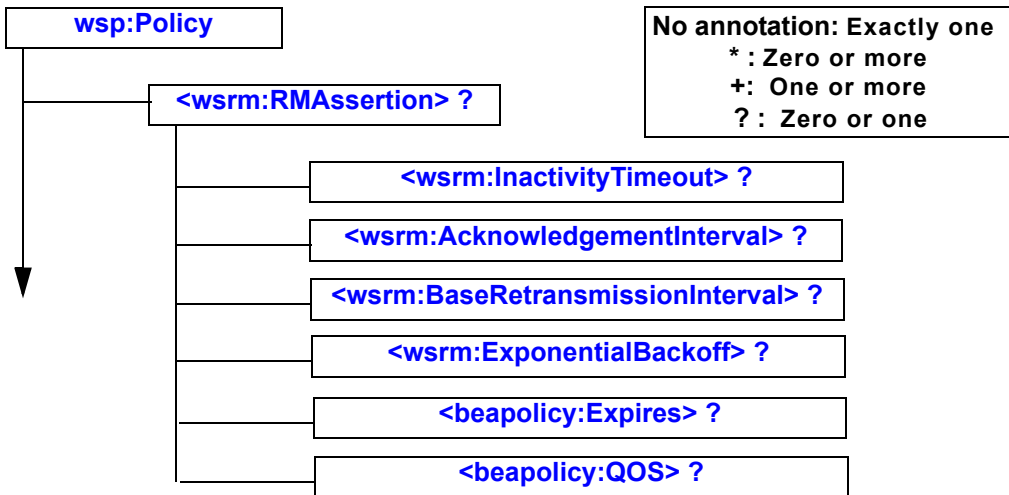 wsp:Policy
No annotation: Exactly one
* : Zero or more
+: One or more
? : Zero or one
<wsrm:RMAssertion> ?
<wsrm:InactivityTimeout> ?
<wsrm:AcknowledgementInterval> ?
<wsrm:BaseRetransmissionInterval> ?
<wsrm:ExponentialBackoff> ?
<beapolicy:Expires> ?
<beapolicy:QOS> ?